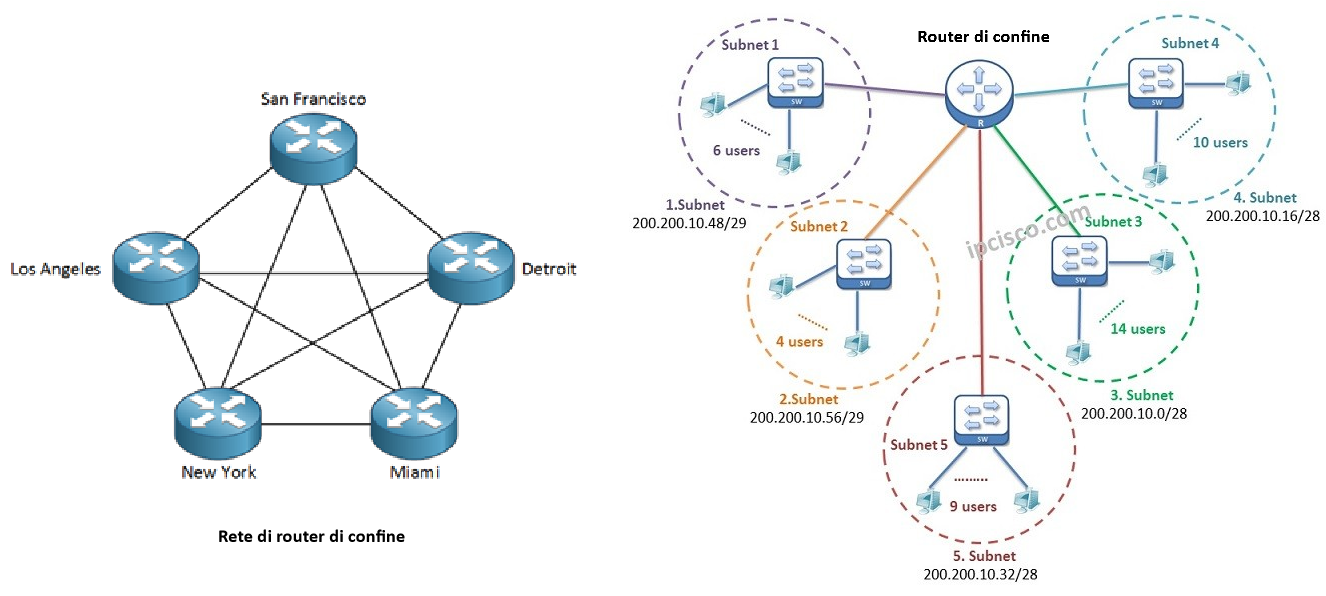 San Francisco
Los Angeles
Detroit
New York
Miami
Rete di router di confine
Router di confine
R
Subnet 1
SW
6 users
1.Subnet
200.200.10.48/29
Subnet 2
SW
4 users
2.Subnet
200.200.10.56/29
Subnet 4
SW
10 users
4. Subnet
200.200.10.16/28
ipcisco.com
Subnet 3
SW
14 users
3. Subnet
200.200.10.0/28
SW
Subnet 5
9 users
5. Subnet
200.200.10.32/28